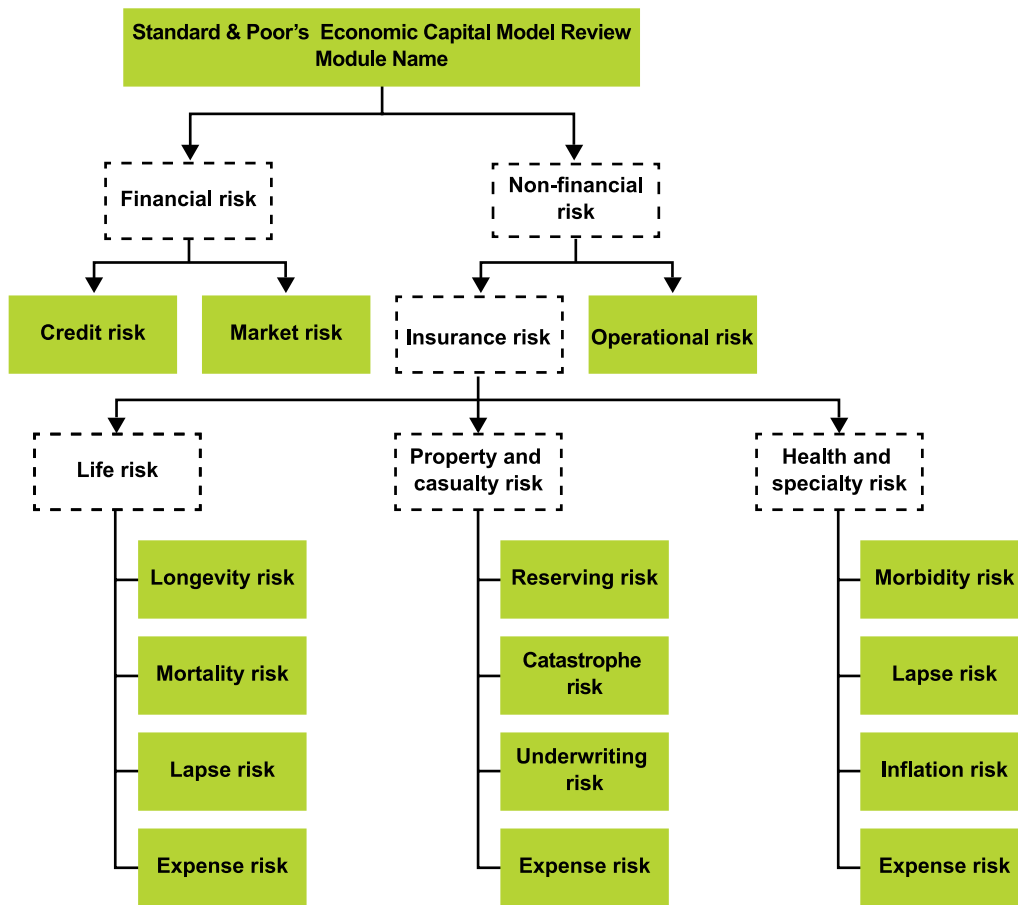 Standard & Poor's Economic Capital Model Review
Module Name
Financial risk
Non-financial
risk
Credit risk
Market risk
Insurance risk
Operational risk
Life risk
Property and
casualty risk
Health and
specialty risk
Longevity risk
Reserving risk
Morbidity risk
Mortality risk
Catastrophe
risk
Lapse risk
Lapse risk
Underwriting
risk
Inflation risk
Expense risk
Expense risk
Expense risk